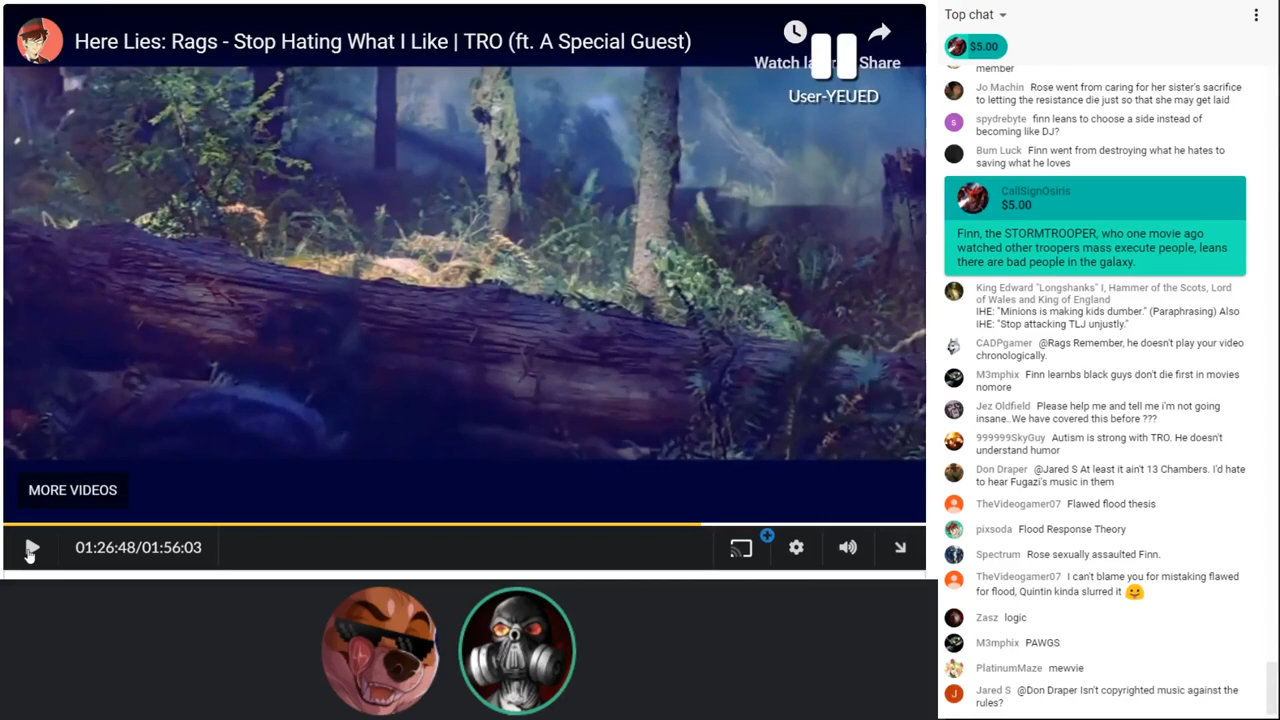 Here Lies: Rags - Stop Hating What I Like | TRO (ft. A Special Guest)
Share
User-YEUED
MORE VIDEOS
01:26:48/01:56:03
Top chat
$5.00
member
Jo Machin Rose went from caring for her sister's sacrifice
to letting the resistance die just so that she may get laid
s
spydrebyte finn leans to choose a side instead of
becoming like DJ?
Bum Luck Finn went from destroying what he hates to
saving what he loves
CallSignOsiris
$5.00
Finn, the STORMTROOPER, who one movie ago
watched other troopers mass execute people, leans
there are bad people in the galaxy.
King Edward "Longshanks" I, Hammer of the Scots, Lord
of Wales and King of England
IHE: "Minions is making kids dumber." (Paraphrasing) Also
IHE: "Stop attacking TLJ unjustly."
CADPgamer @Rags Remember, he doesn't play your video
chronologically.
M3mphix Finn learnbs black guys don't die first in movies
nomore
Jez Oldfield Please help me and tell me i'm not going
insane..We have covered this before ???
999999SkyGuy Autism is strong with TRO. He doesn't
understand humor
Don Draper @Jared S At least it ain't 13 Chambers. I'd hate
to hear Fugazi's music in them
TheVideogamer07 Flawed flood thesis
pixsoda Flood Response Theory
Spectrum Rose sexually assaulted Finn.
TheVideogamer07 I can't blame you for mistaking flawed
for flood, Quintin kinda slurred it 😛
Zasz logic
M3mphix PAWGS
PlatinumMaze mewvie
J
Jared S @Don Draper Isn't copyrighted music against the
rules?